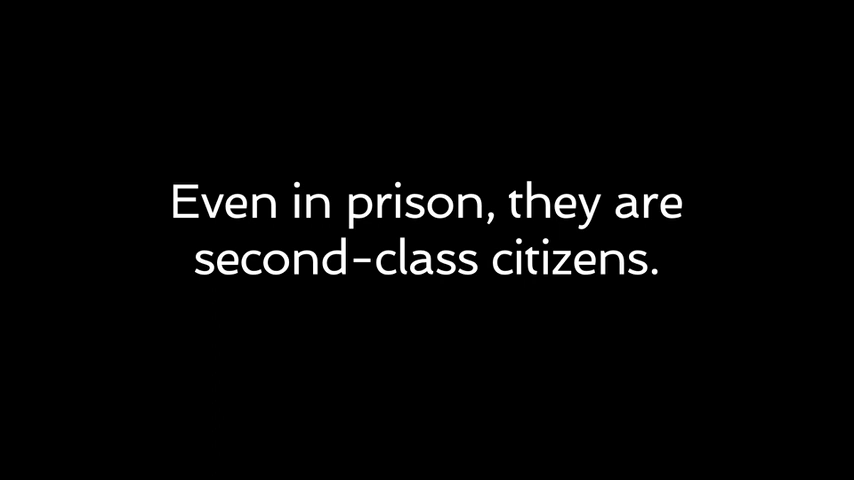 Even in prison, they are
second-class citizens.